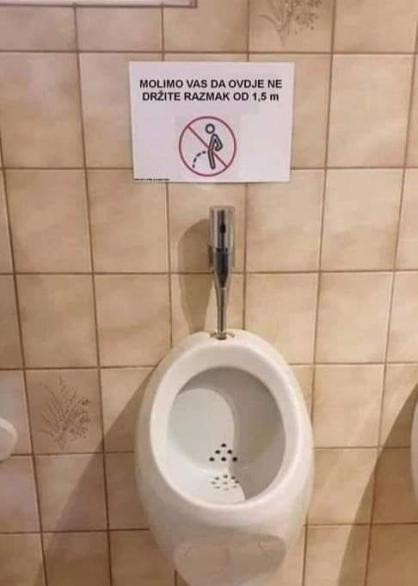 MOLIMO VAS DA OVDJE NE
DRŽITE RAZMAK OD 1,5 m